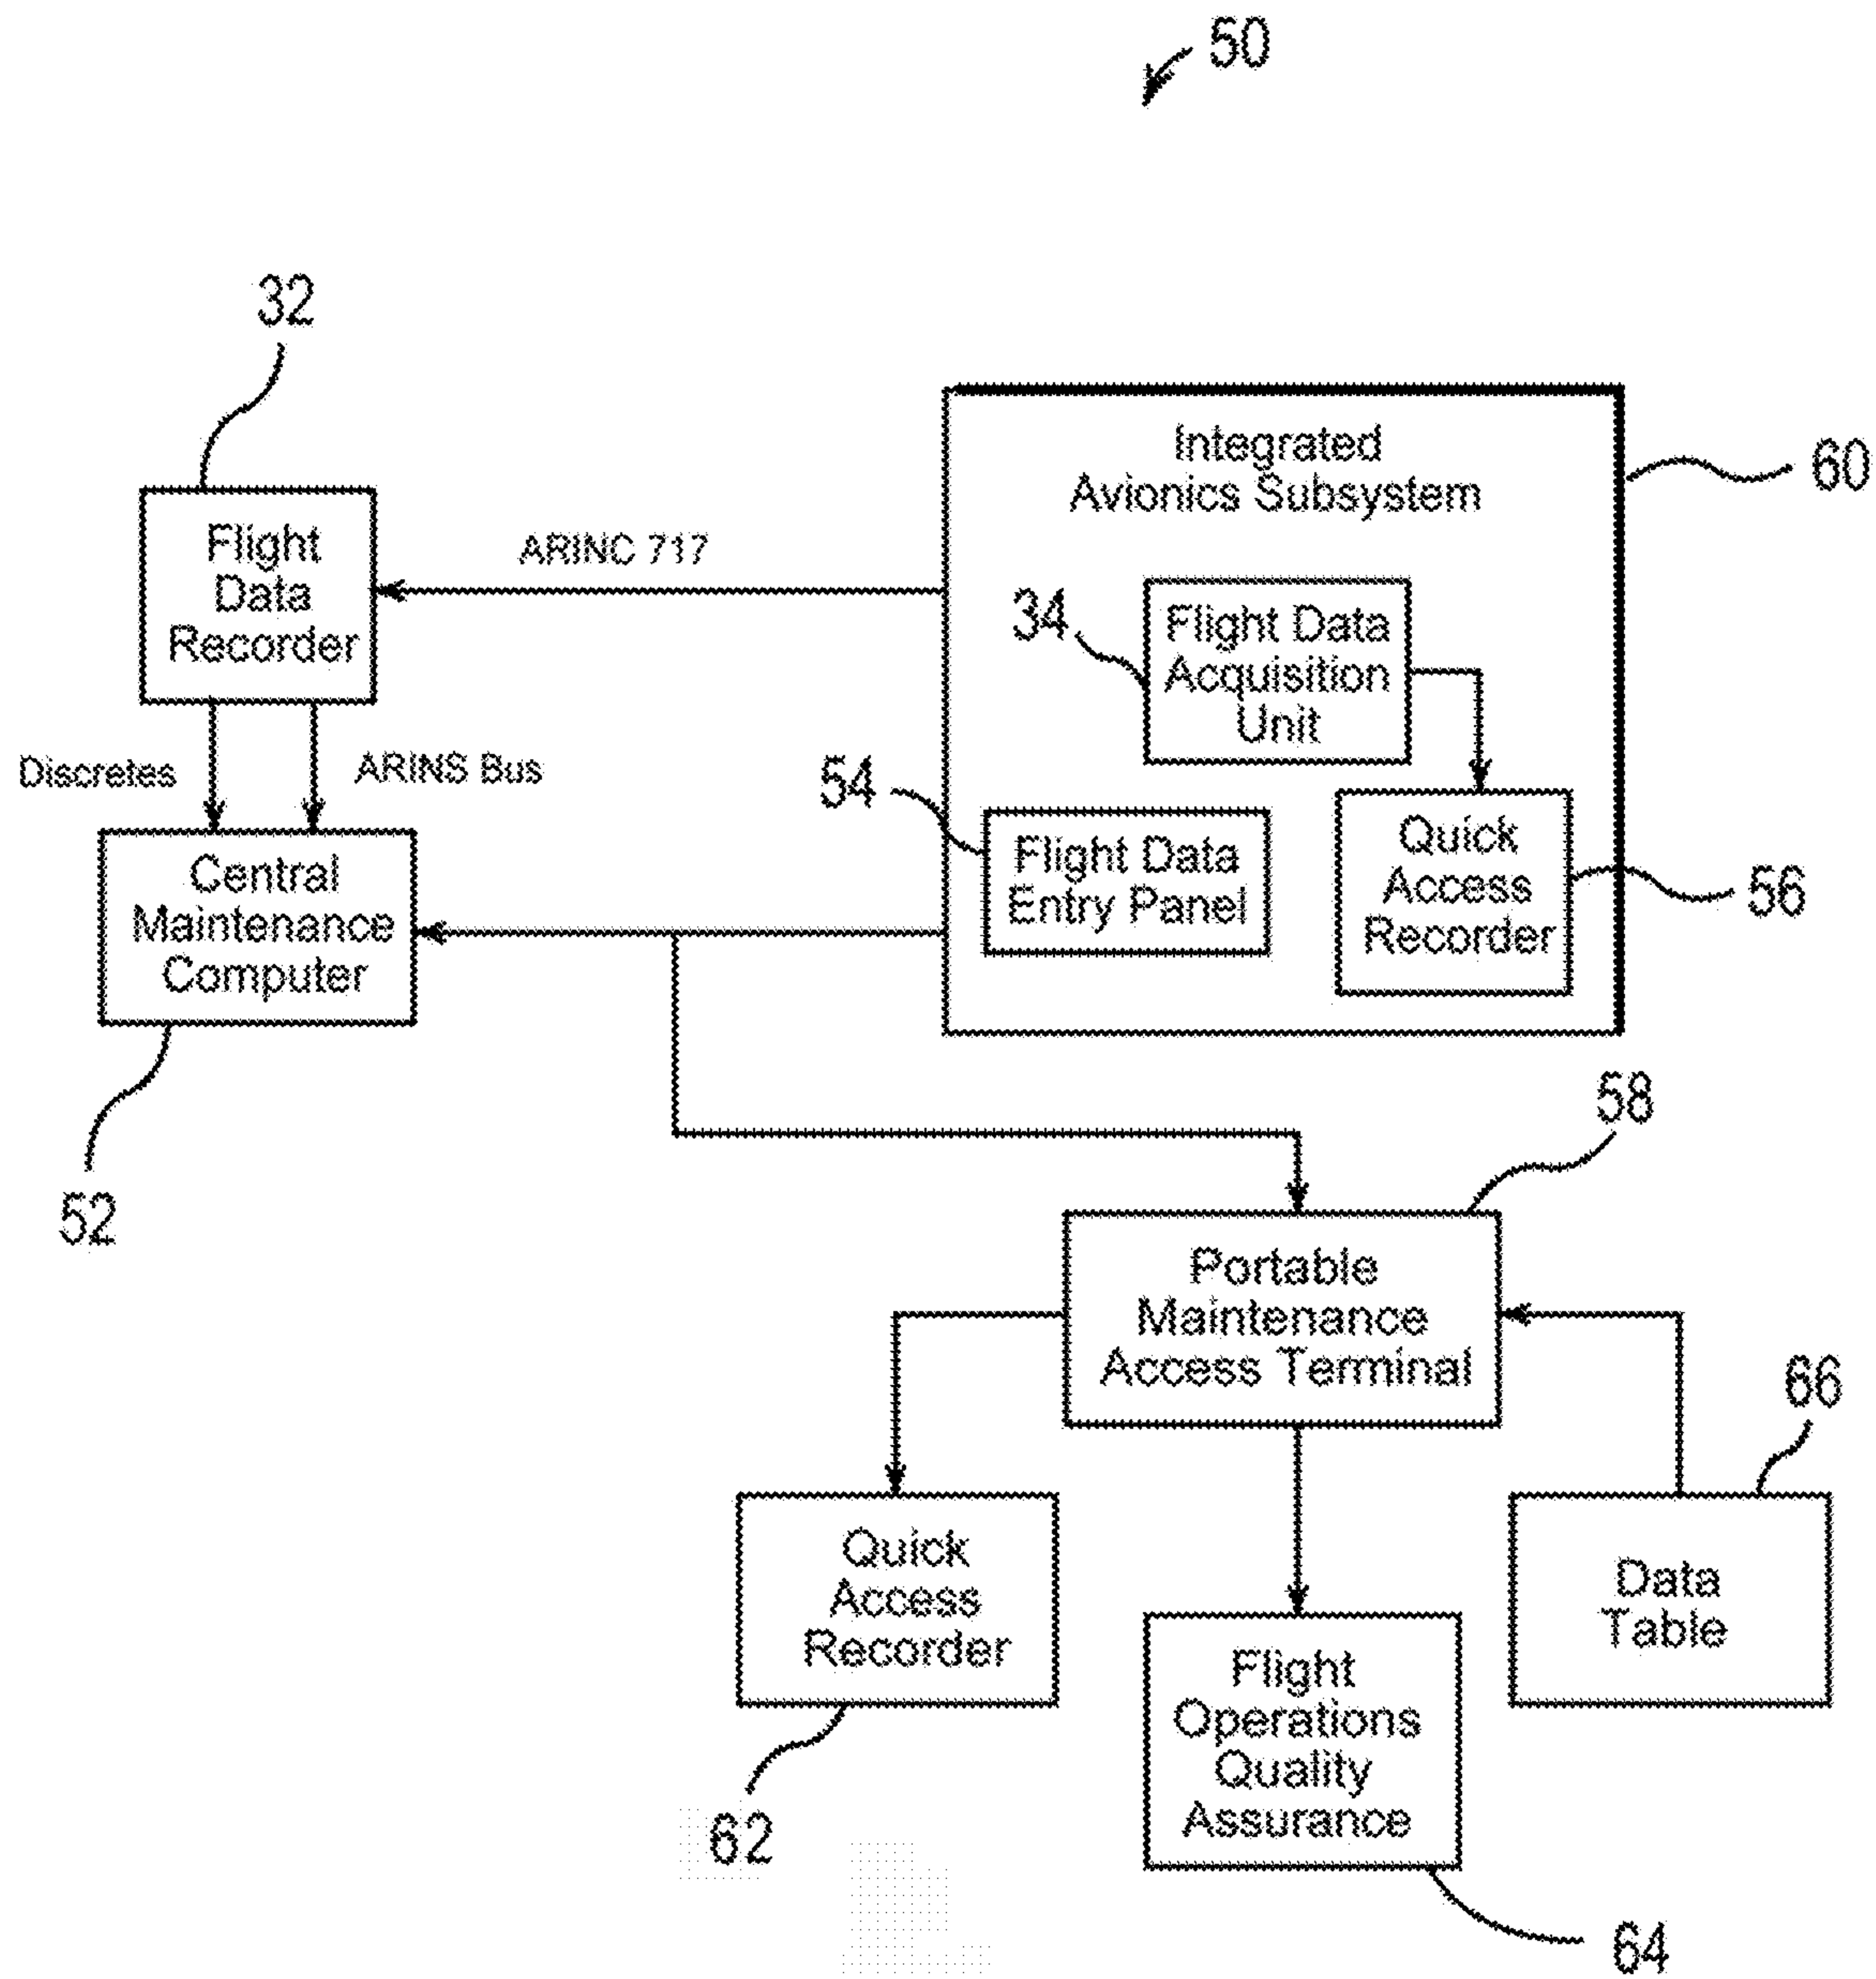 50
32
Flight
Data
Recorder
ARINC 717
Integrated
Avionics Subsystem
60
34
Flight Data
Acquisition
Unit
Discretes
ARINS Bus
54
Flight Data
Entry Panel
Quick
Access
Recorder
56
Central
Maintenance
Computer
52
58
Portable
Maintenance
Access Terminal
66
Quick
Access
Recorder
62
Flight
Operations
Quality
Assurance
64
Data
Table